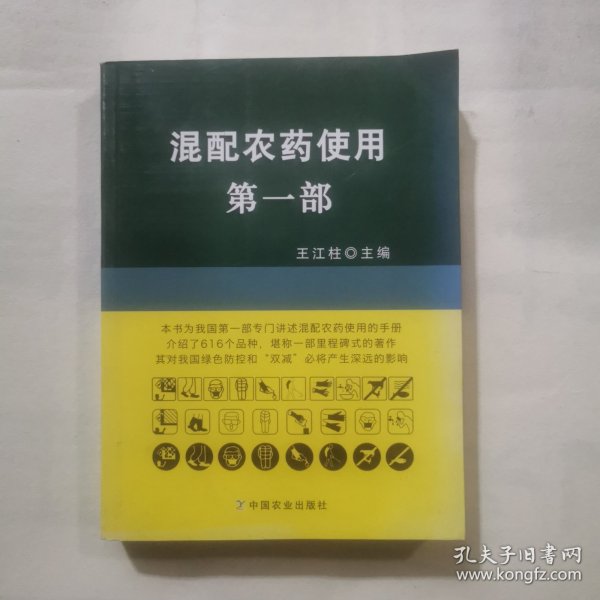 混配农药使用
第一部
王江柱◎主编
本书为我国第一部专门讲述混配农药使用的手册
介绍了616个品种，堪称一部里程碑式的著作
其对我国绿色防控和“双减”必将产生深远的影响
中国农业出版社
孔夫子旧书网
www.kongfz.com